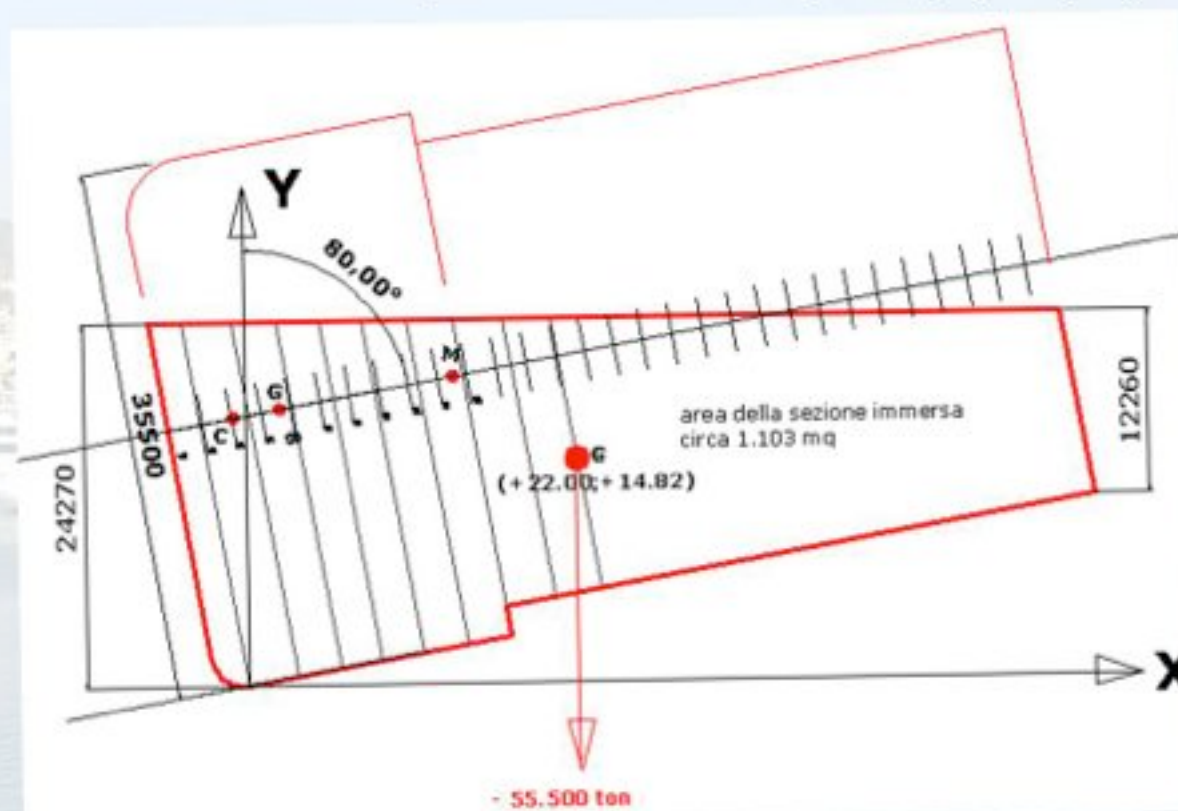 Y
80,00°
M
G
C
35500
24270
area della sezione immersa
circa 1.103 mq
12260
G
(+22.00;+14.82)
X
- 55.500 ton